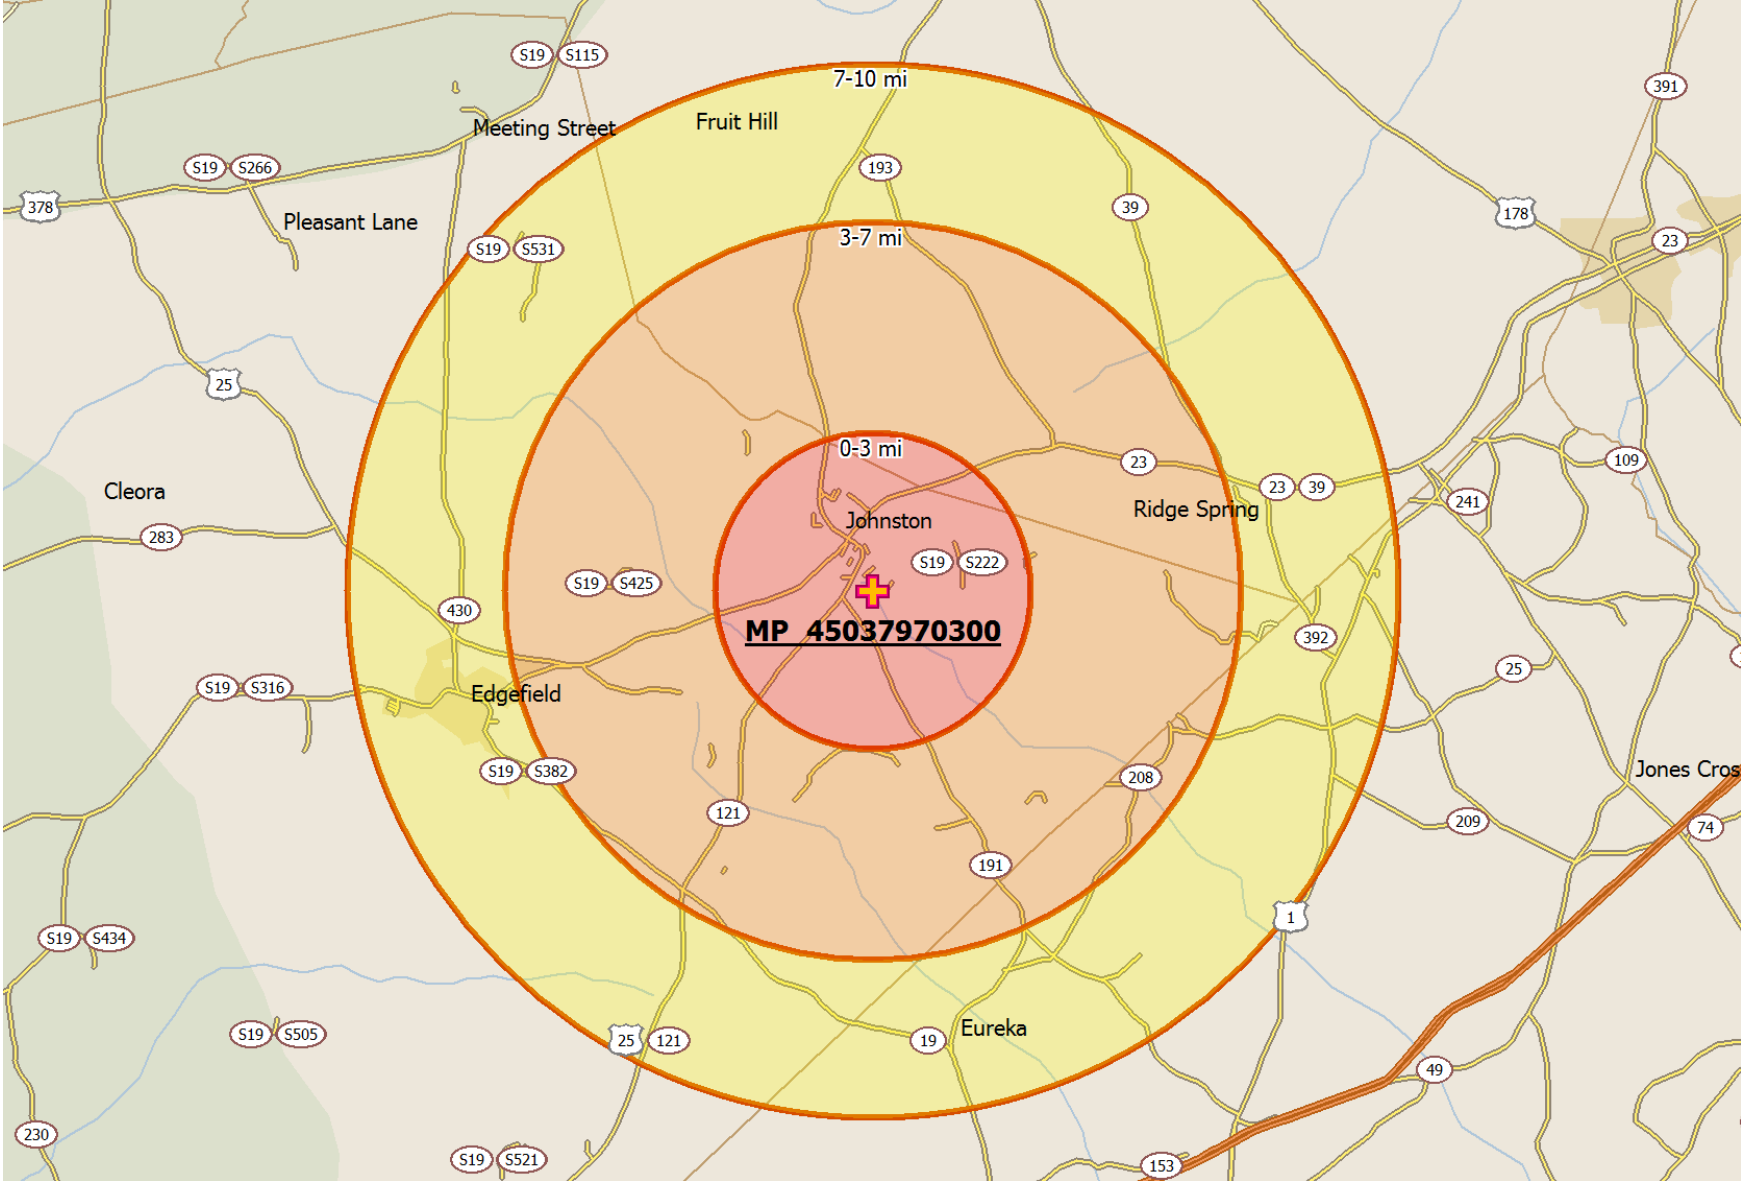 S19 S115
7-10 mi
391
Fruit Hill
Meeting Street
S19 S266
193
378
39
178
Pleasant Lane
3-7 mi
23
S19 S531
25
0-3 mi
23
109
Cleora
23 39
241
Ridge Spring
Johnston
283
S19 S222
S19 S425
430
MP 45037970300
392
25
S19 S316
Edgefield
S19 S382
208
Jones Cros
121
209
74
191
1
S19 S434
Eureka
S19 S505
25 121
19
49
230
S19 S521
153